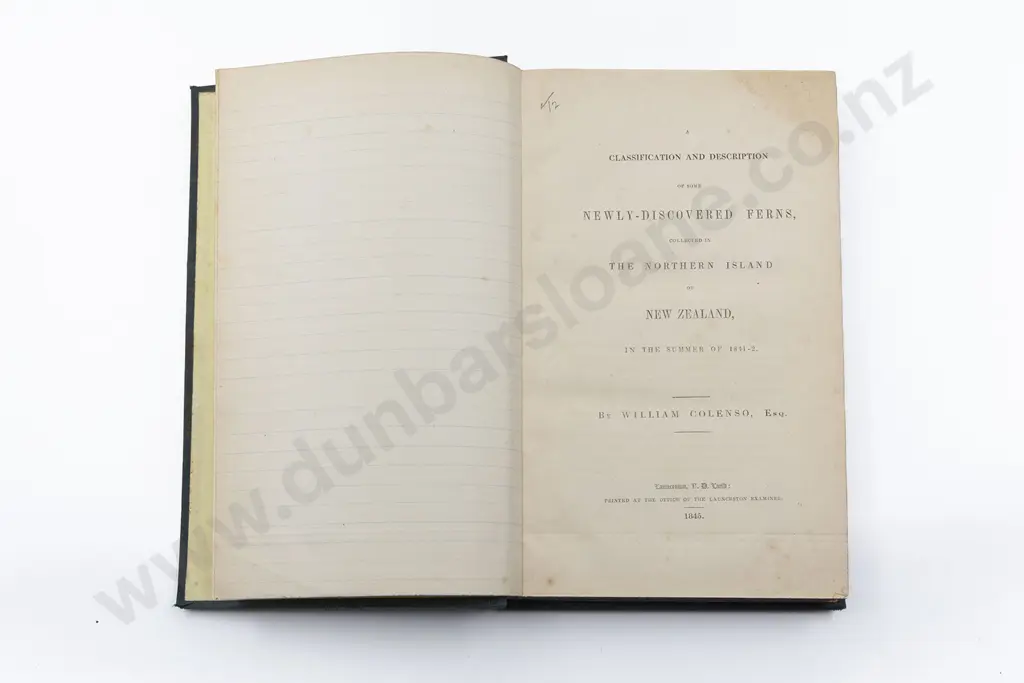 A
CLASSIFICATION AND DESCRIPTION
OF SOME
NEWLY-DISCOVERED FERNS,
COLLECTED IN
THE NORTHERN ISLAND
OF
NEW ZEALAND,
IN THE SUMMER OF 1841-2.
By WILLIAM COLENSO, Esq.
Launceston, V. D. Land:
PRINTED AT THE OFFICE OF THE LAUNCESTON EXAMINER.
1845.
www.dunbarsloane.co.nz